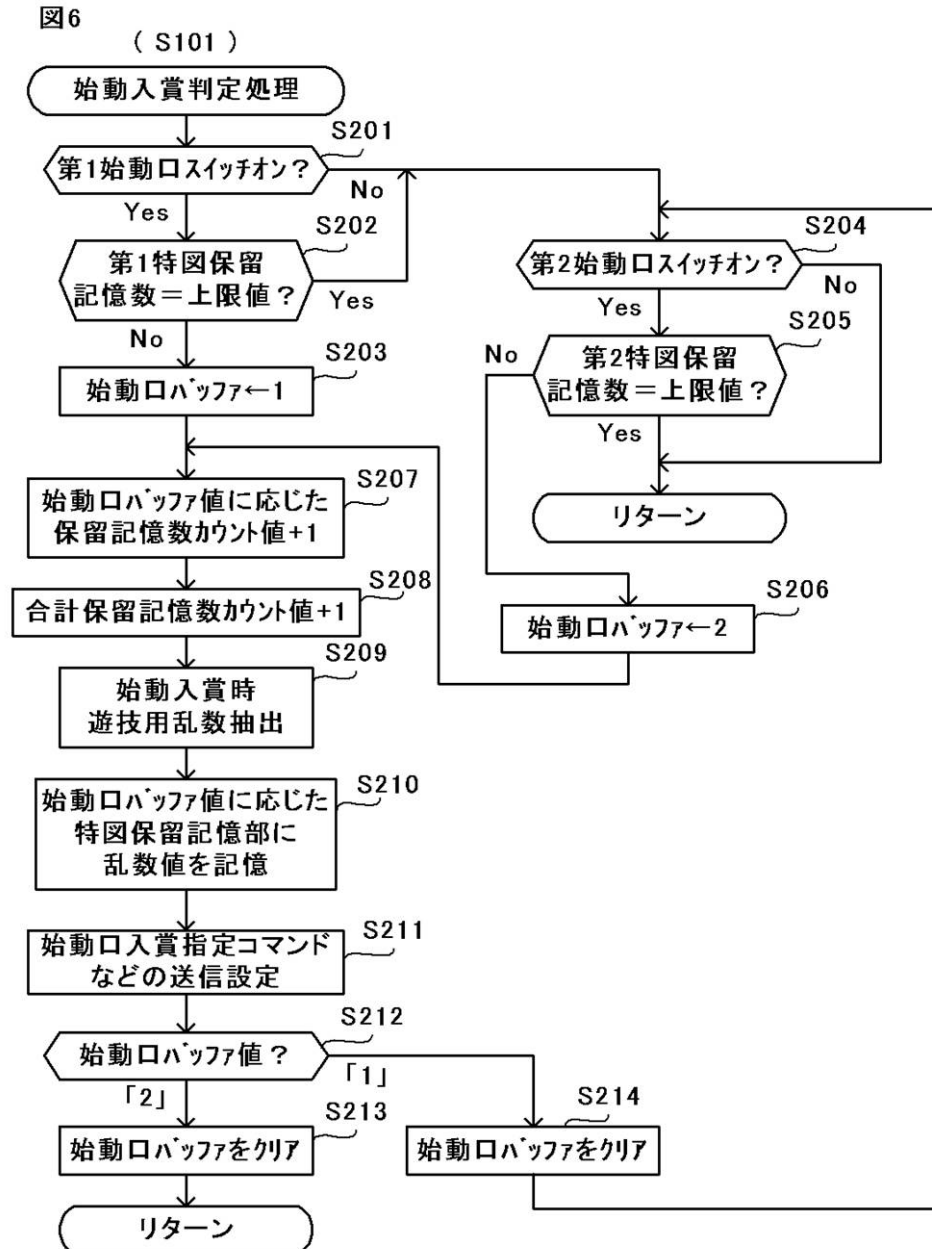 図6
(S101)
始動入賞判定処理
S201
第1始動口スイッチオン?
No
Yes
S202
第1特図保留
記憶数=上限値?
Yes
No
S203
始動口バッファ←1
S204
第2始動口スイッチオン?
No
Yes
S205
No
第2特図保留
記憶数=上限値?
Yes
リターン
S206
始動口バッファ←2
S207
始動口バッファ値に応じた
保留記憶数カウント値+1
S208
合計保留記憶数カウント値+1
S209
始動入賞時
遊技用乱数抽出
S210
始動口バッファ値に応じた
特図保留記憶部に
乱数値を記憶
S211
始動口入賞指定コマンド
などの送信設定
S212
始動口バッファ値?
「1」
「2」
S213
始動口バッファをクリア
S214
始動口バッファをクリア
リターン